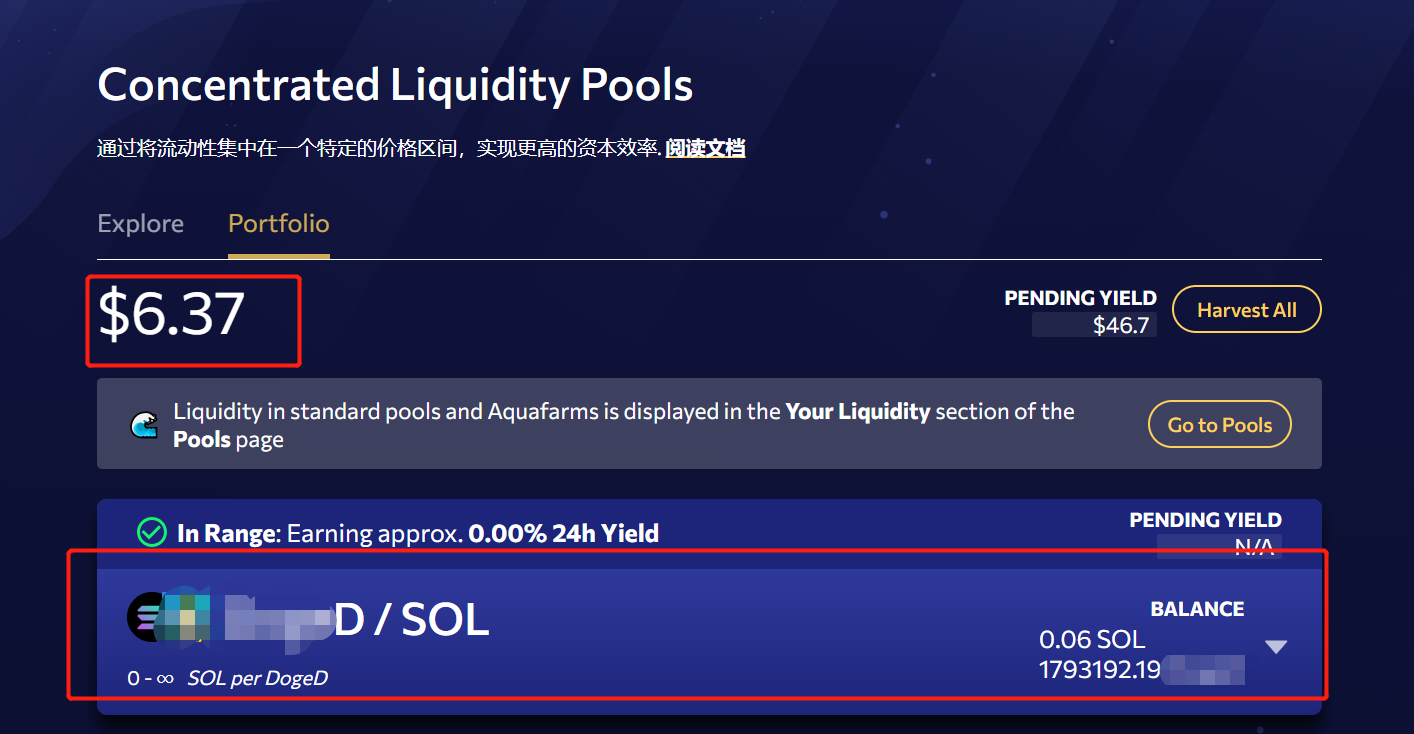 Concentrated Liquidity Pools
通过将流动性集中在一个特定的价格区间，实现更高的资本效率. 阅读文档
Explore Portfolio
$6.37
PENDING YIELD
$46.7
Harvest All
Liquidity in standard pools and Aquafarms is displayed in the Your Liquidity section of the
Pools page
Go to Pools
In Range: Earning approx. 0.00% 24h Yield
PENDING YIELD
N/A
D / SOL
0 - ∞ SOL per DogeD
BALANCE
0.06 SOL
1793192.19